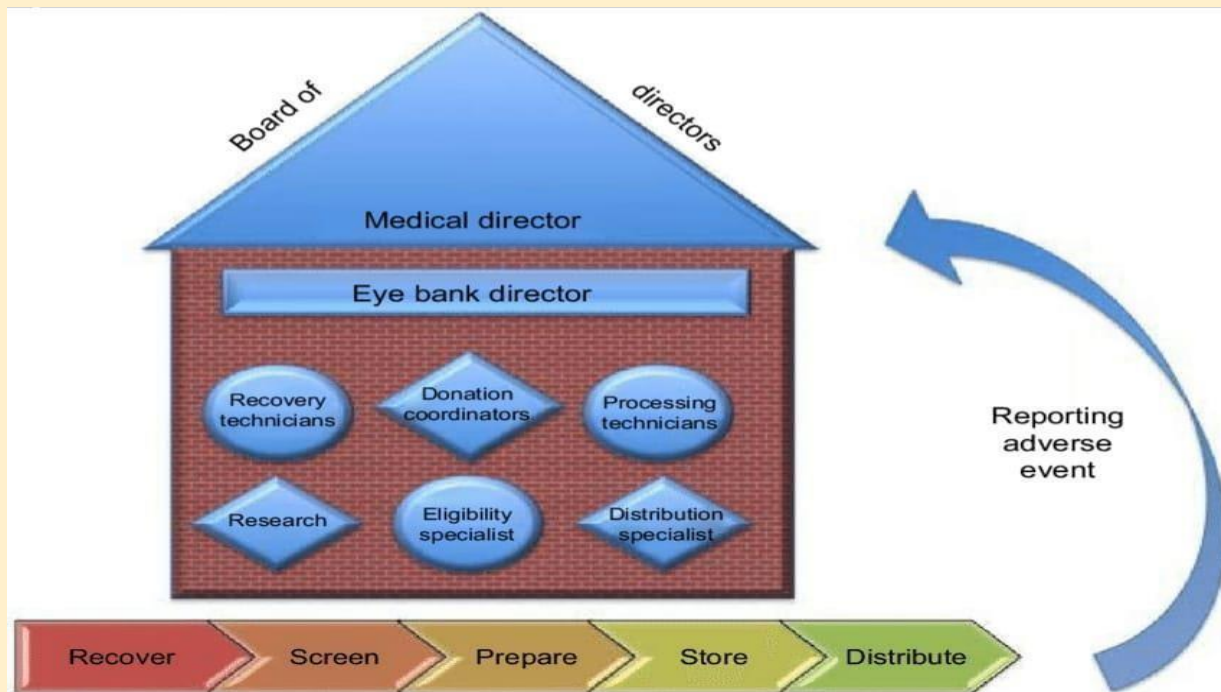 Board of
directors
Medical director
Eye bank director
Recovery
technicians
Donation
coordinators
Processing
technicians
Research
Eligibility
specialist
Distribution
specialist
Reporting
adverse
event
Recover
Screen
Prepare
Store
Distribute